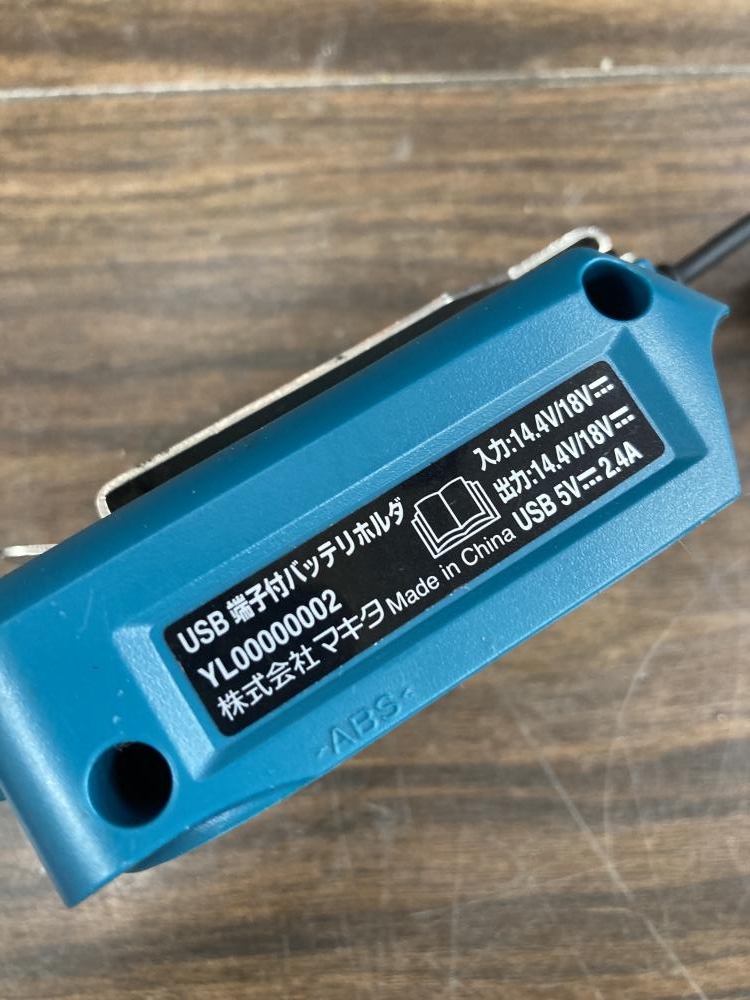 USB 端子付バッテリホルダ
YL00000002
株式会社 マキタ Made in China
入力:14.4V/18V⎓
出力:14.4V/18V⎓
USB 5V⎓2.4A
>ABS<